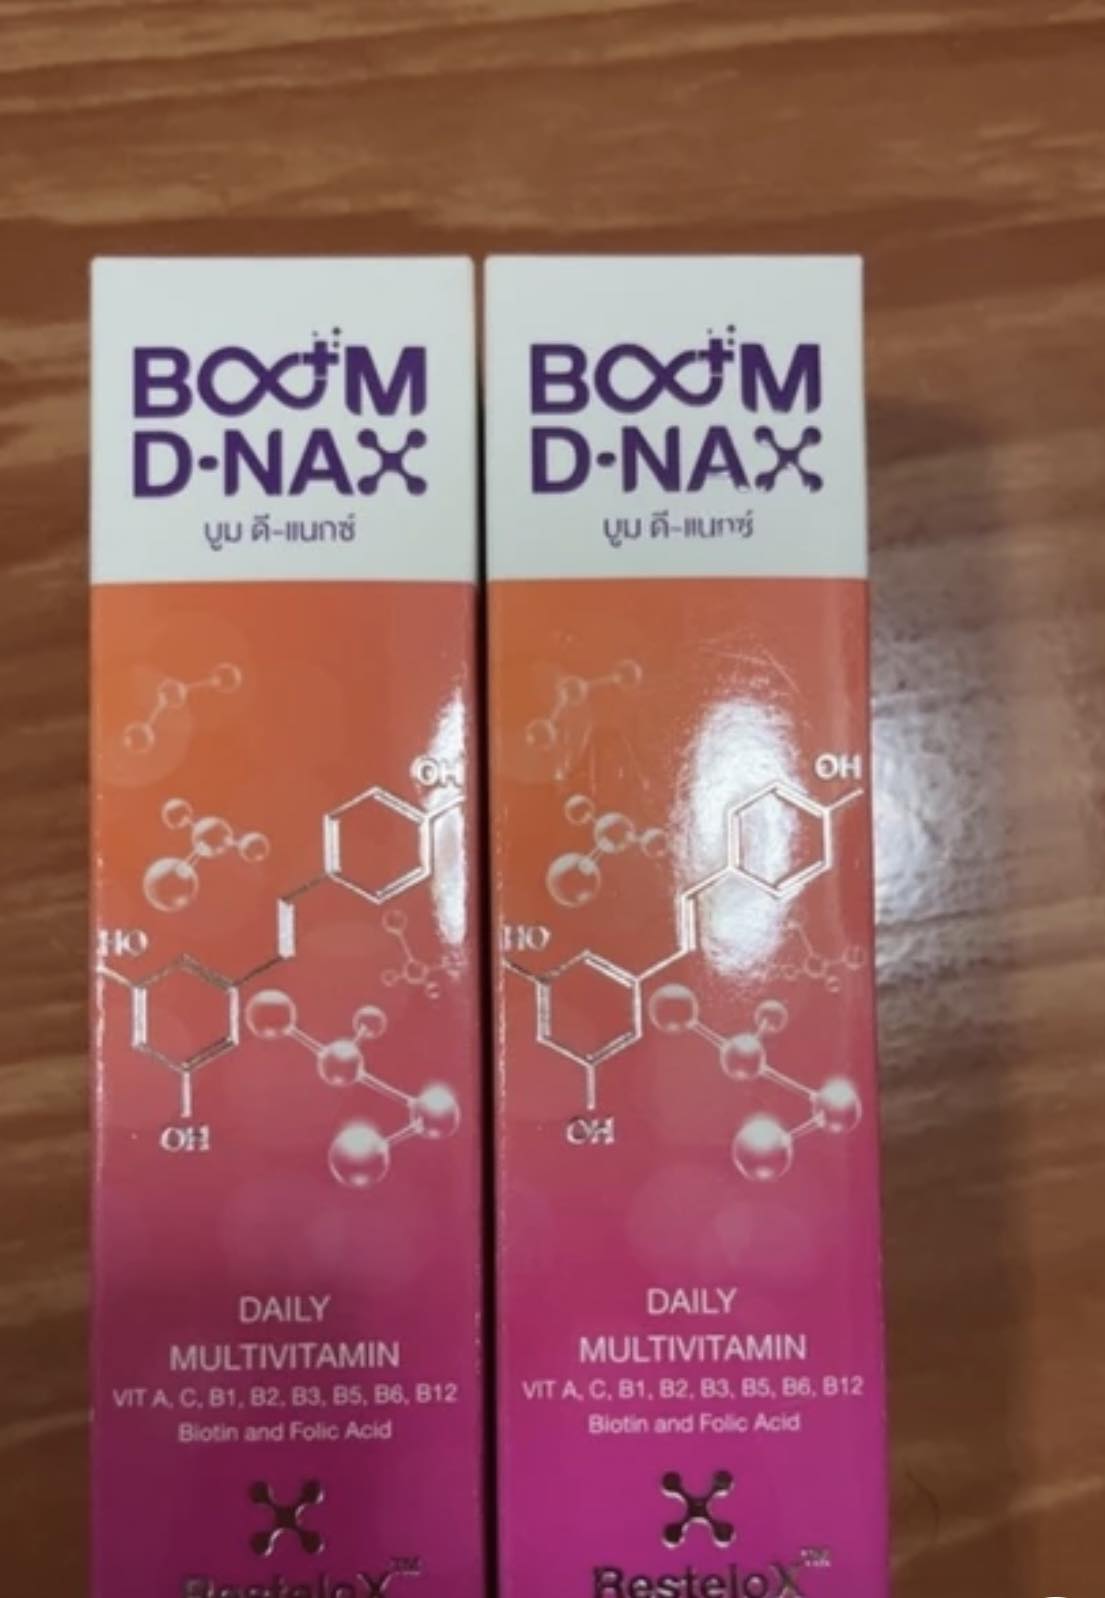 BOOM
D-NAX
บูม ดี-แนกซ์
OH
HO
OH
DAILY
MULTIVITAMIN
VIT A, C, B1, B2, B3, B5, B6, B12
Biotin and Folic Acid
ResteloX™
BOOM
D-NAX
บูม ดี-แนกซ์
OH
HO
OH
DAILY
MULTIVITAMIN
VIT A, C, B1, B2, B3, B5, B6, B12
Biotin and Folic Acid
ResteloX™